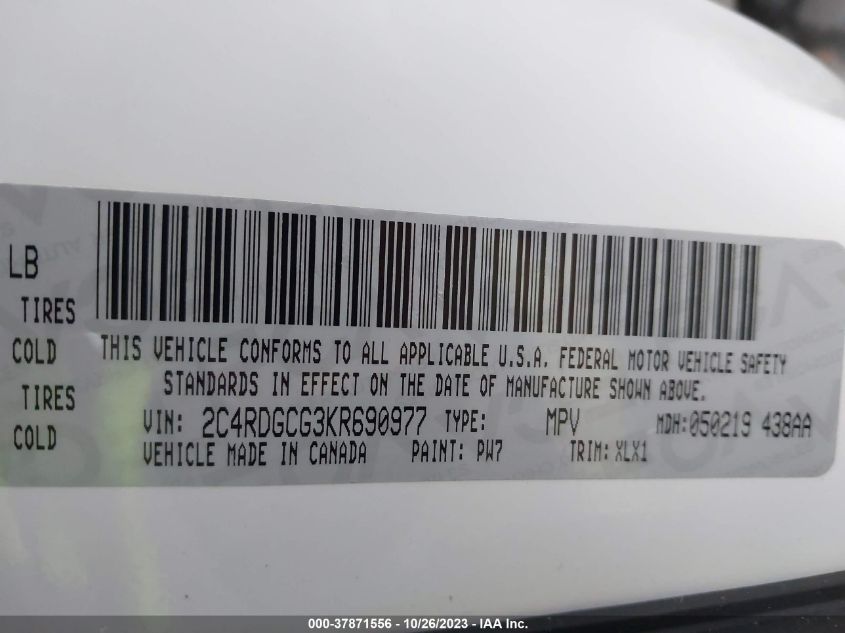 LB
TIRES
COLD
TIRES
COLD
THIS VEHICLE CONFORMS TO ALL APPLICABLE U.S.A. FEDERAL MOTOR VEHICLE SAFETY
STANDARDS IN EFFECT ON THE DATE OF MANUFACTURE SHOWN ABOVE.
VIN: 2C4RDGCG3KR690977 TYPE: MPV MDH:050219 438AA
VEHICLE MADE IN CANADA PAINT: PW7 TRIM: XLX1
000-37871556 - 10/26/2023 - IAA Inc.